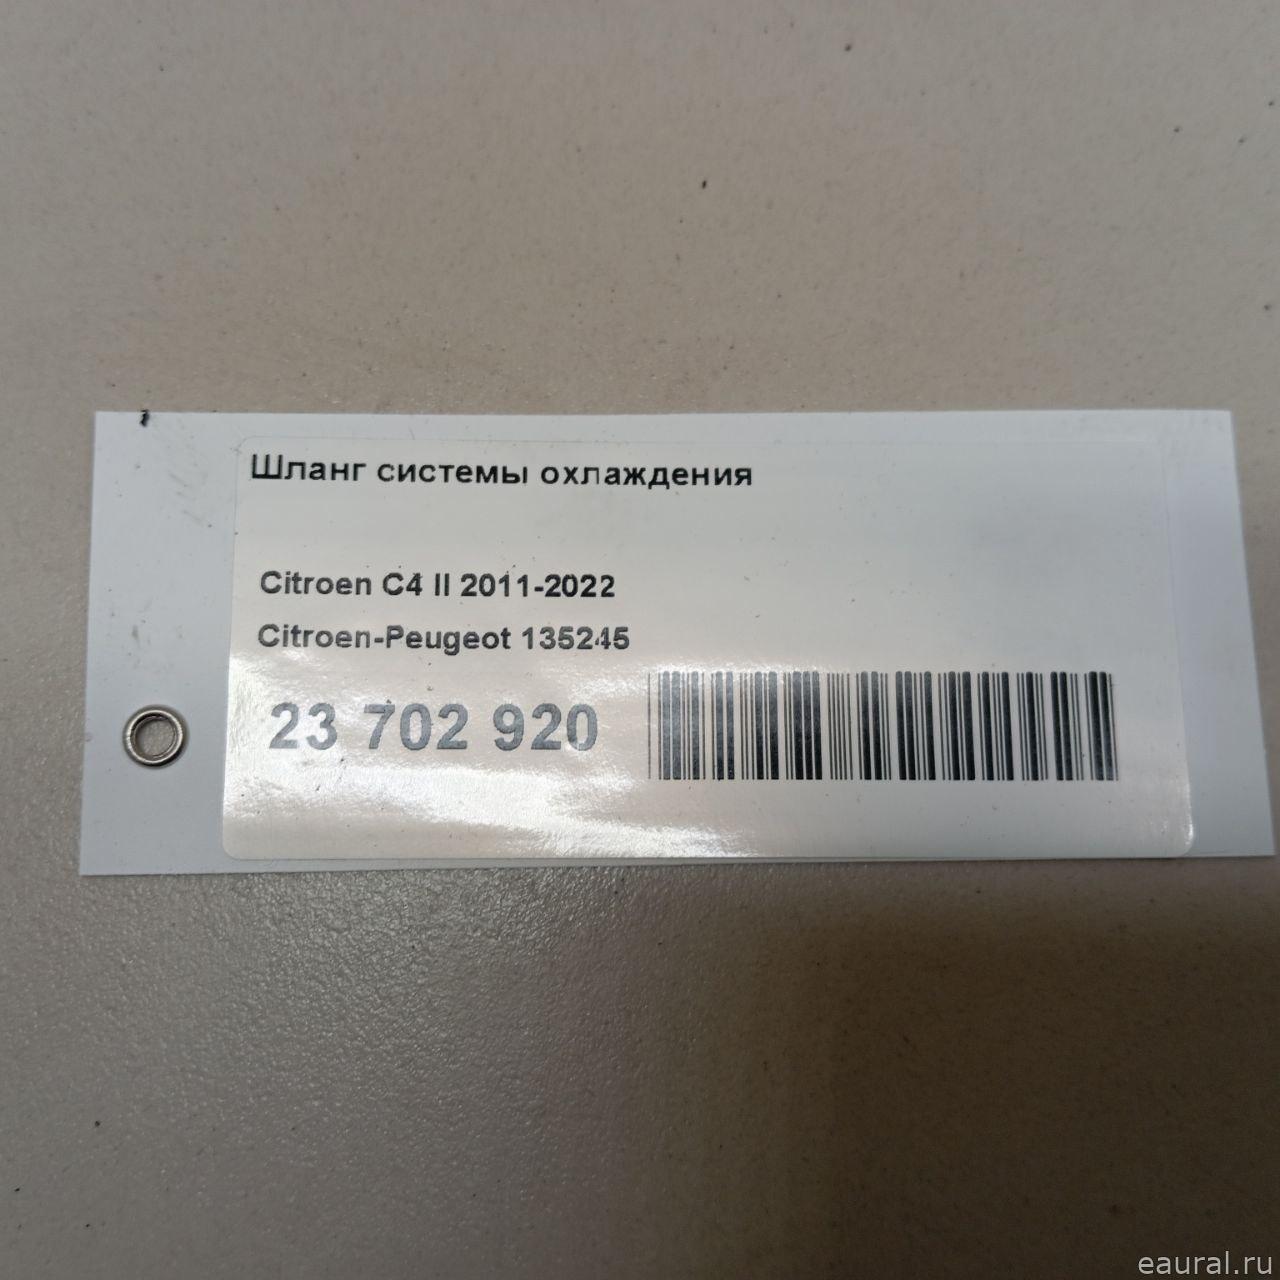 Шланг системы охлаждения
Citroen C4 II 2011-2022
Citroen-Peugeot 135245
23 702 920
eaural.ru